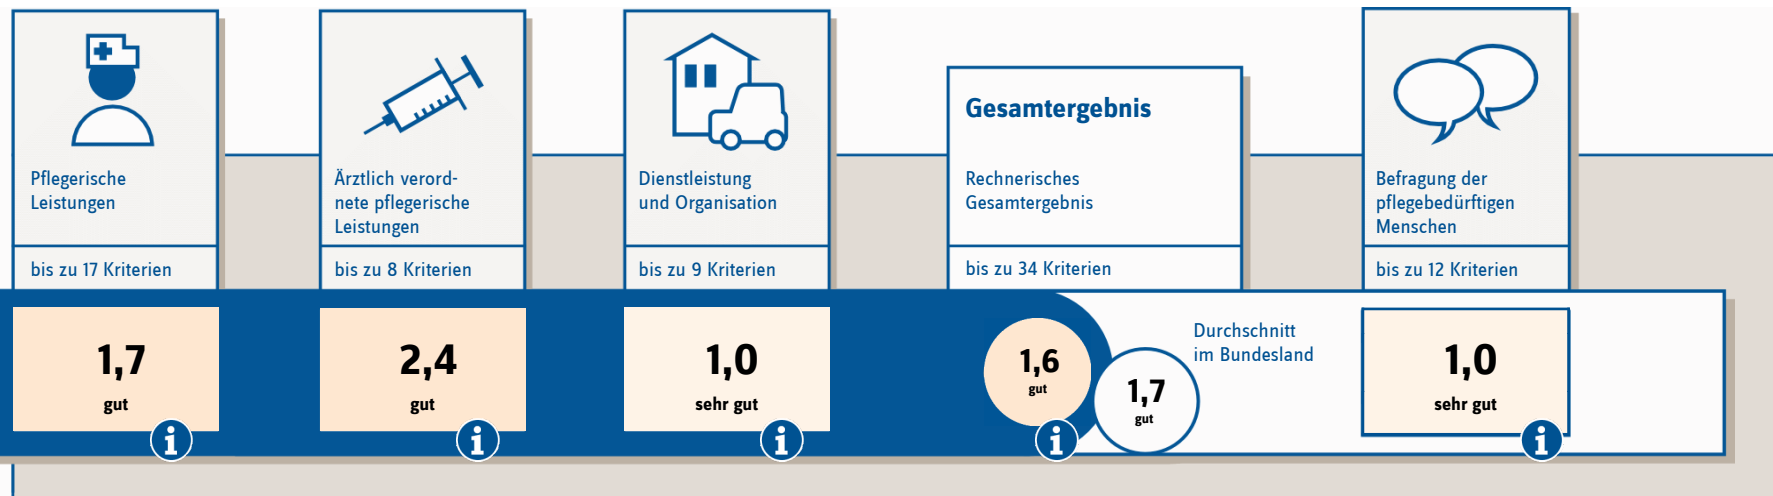 Pflegerische
Leistungen
bis zu 17 Kriterien
1,7
gut
Ärztlich verord-
nete pflegerische
Leistungen
bis zu 8 Kriterien
2,4
gut
Dienstleistung
und Organisation
bis zu 9 Kriterien
1,0
sehr gut
Gesamtergebnis
Rechnerisches
Gesamtergebnis
bis zu 34 Kriterien
1,6
gut
Durchschnitt
im Bundesland
1,7
gut
Befragung der
pflegebedürftigen
Menschen
bis zu 12 Kriterien
1,0
sehr gut